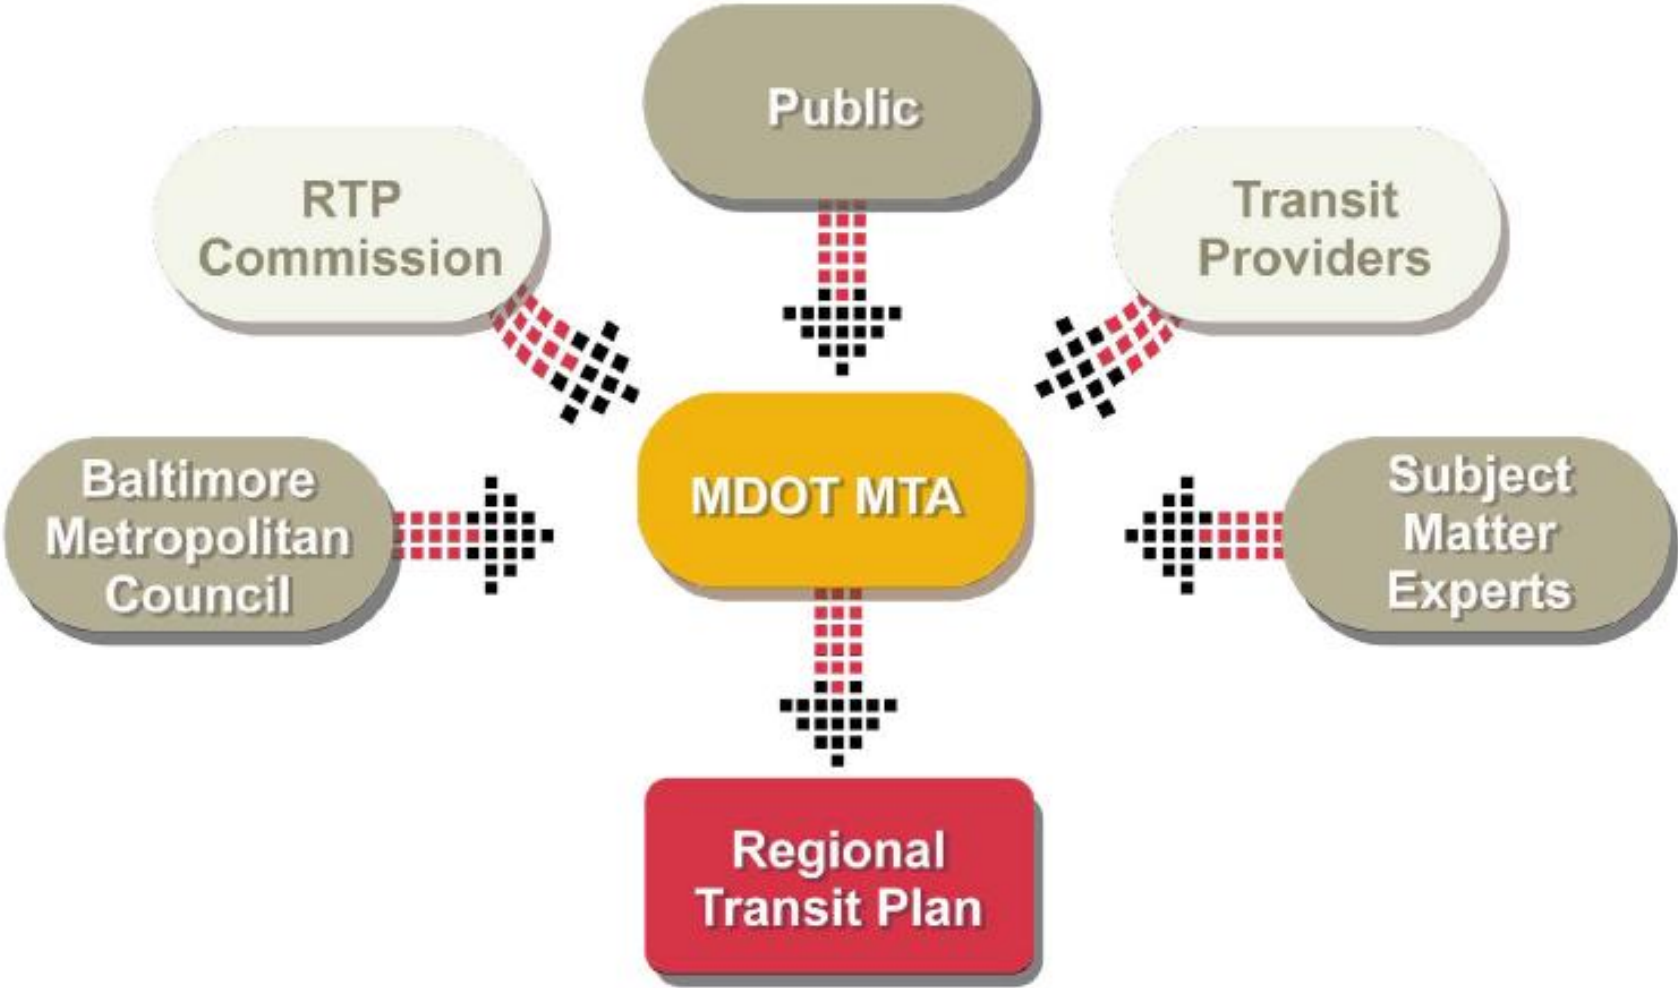 Public
RTP
Commission
Transit
Providers
Baltimore
Metropolitan
Council
MDOT MTA
Subject
Matter
Experts
Regional
Transit Plan